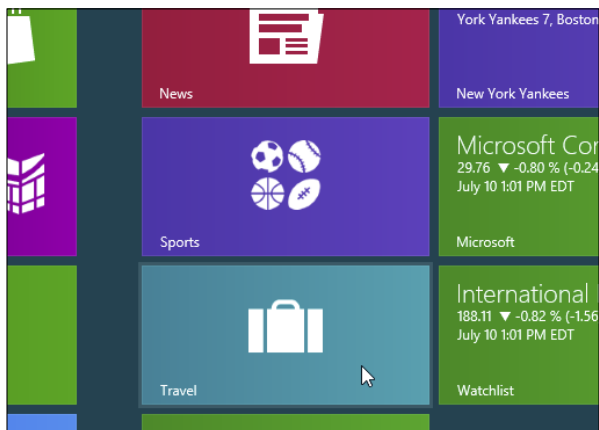 News
York Yankees 7, Boston
New York Yankees
Sports
Microsoft Cor
29.76 ▼ -0.80 % (-0.24
July 10 1:01 PM EDT
Microsoft
Travel
International
188.11 ▼ -0.82 % (-1.56
July 10 1:01 PM EDT
Watchlist